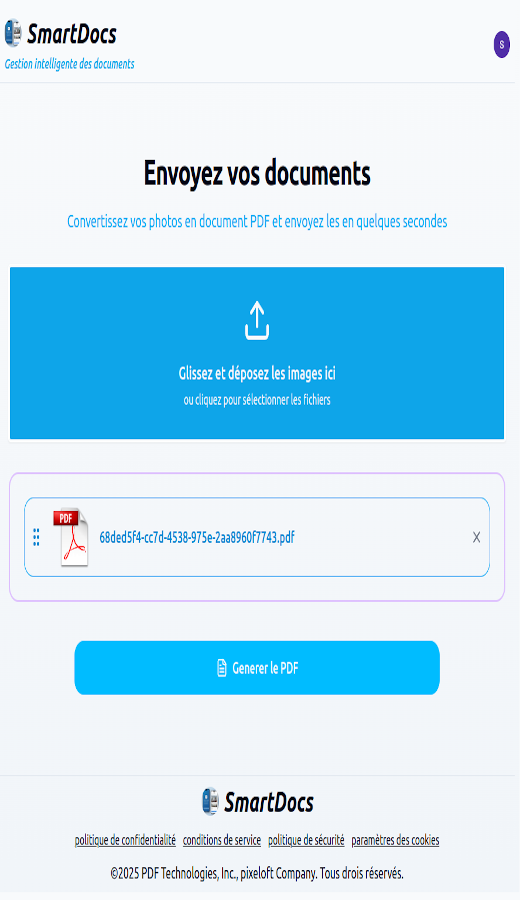 SmartDocs
Gestion intelligente des documents
S
Envoyez vos documents
Convertissez vos photos en document PDF et envoyez les en quelques secondes
Glissez et déposez les images ici
ou cliquez pour sélectionner les fichiers
PDF
68ded5f4-cc7d-4538-975e-2aa8960f7743.pdf
Generer le PDF
SmartDocs
politique de confidentialité conditions de service politique de sécurité paramètres des cookies
©2025 PDF Technologies, Inc., pixeloft Company. Tous drois réservés.